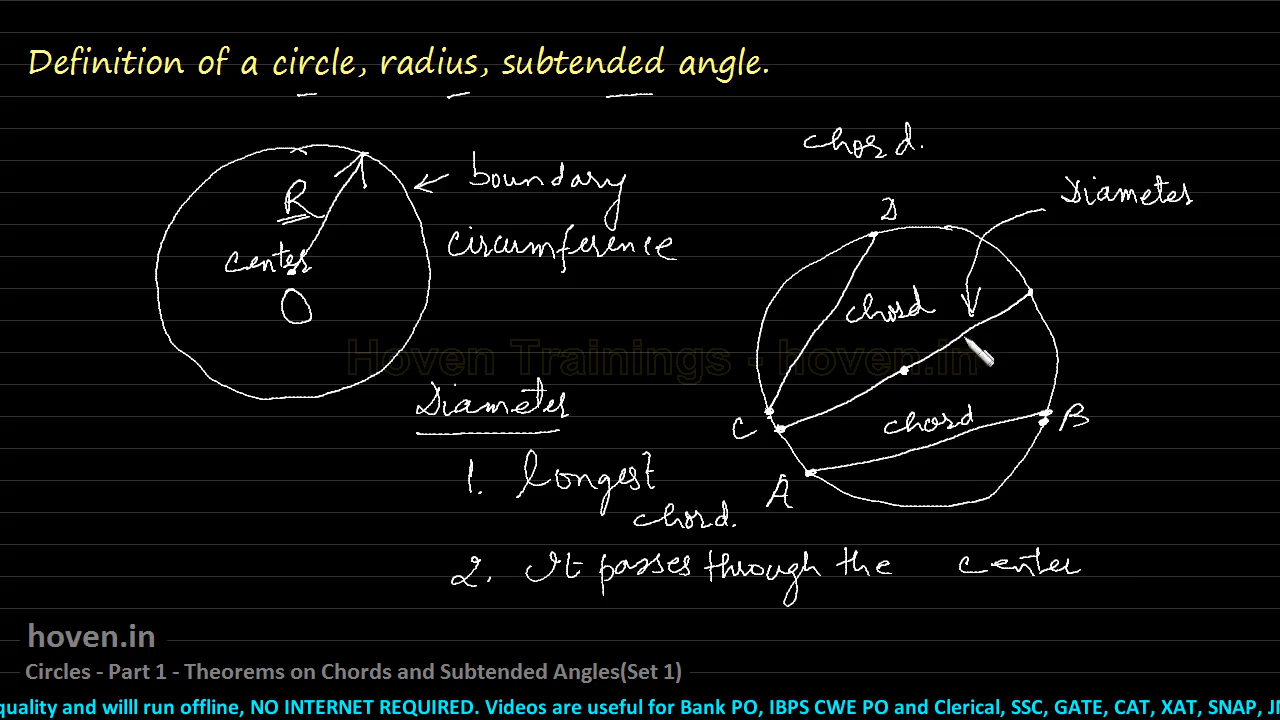 Definition of a circle, radius, subtended angle.
chord.
boundary
circumference
R
center
O
Diameter
D
chord
chord
C
B
A
Hoven Trainings - hoven.in
Diameter
1. longest
chord.
2. It passes through the center
hoven.in
Circles - Part 1 - Theorems on Chords and Subtended Angles(Set 1)
quality and willl run offline, NO INTERNET REQUIRED. Videos are useful for Bank PO, IBPS CWE PO and Clerical, SSC, GATE, CAT, XAT, SNAP,